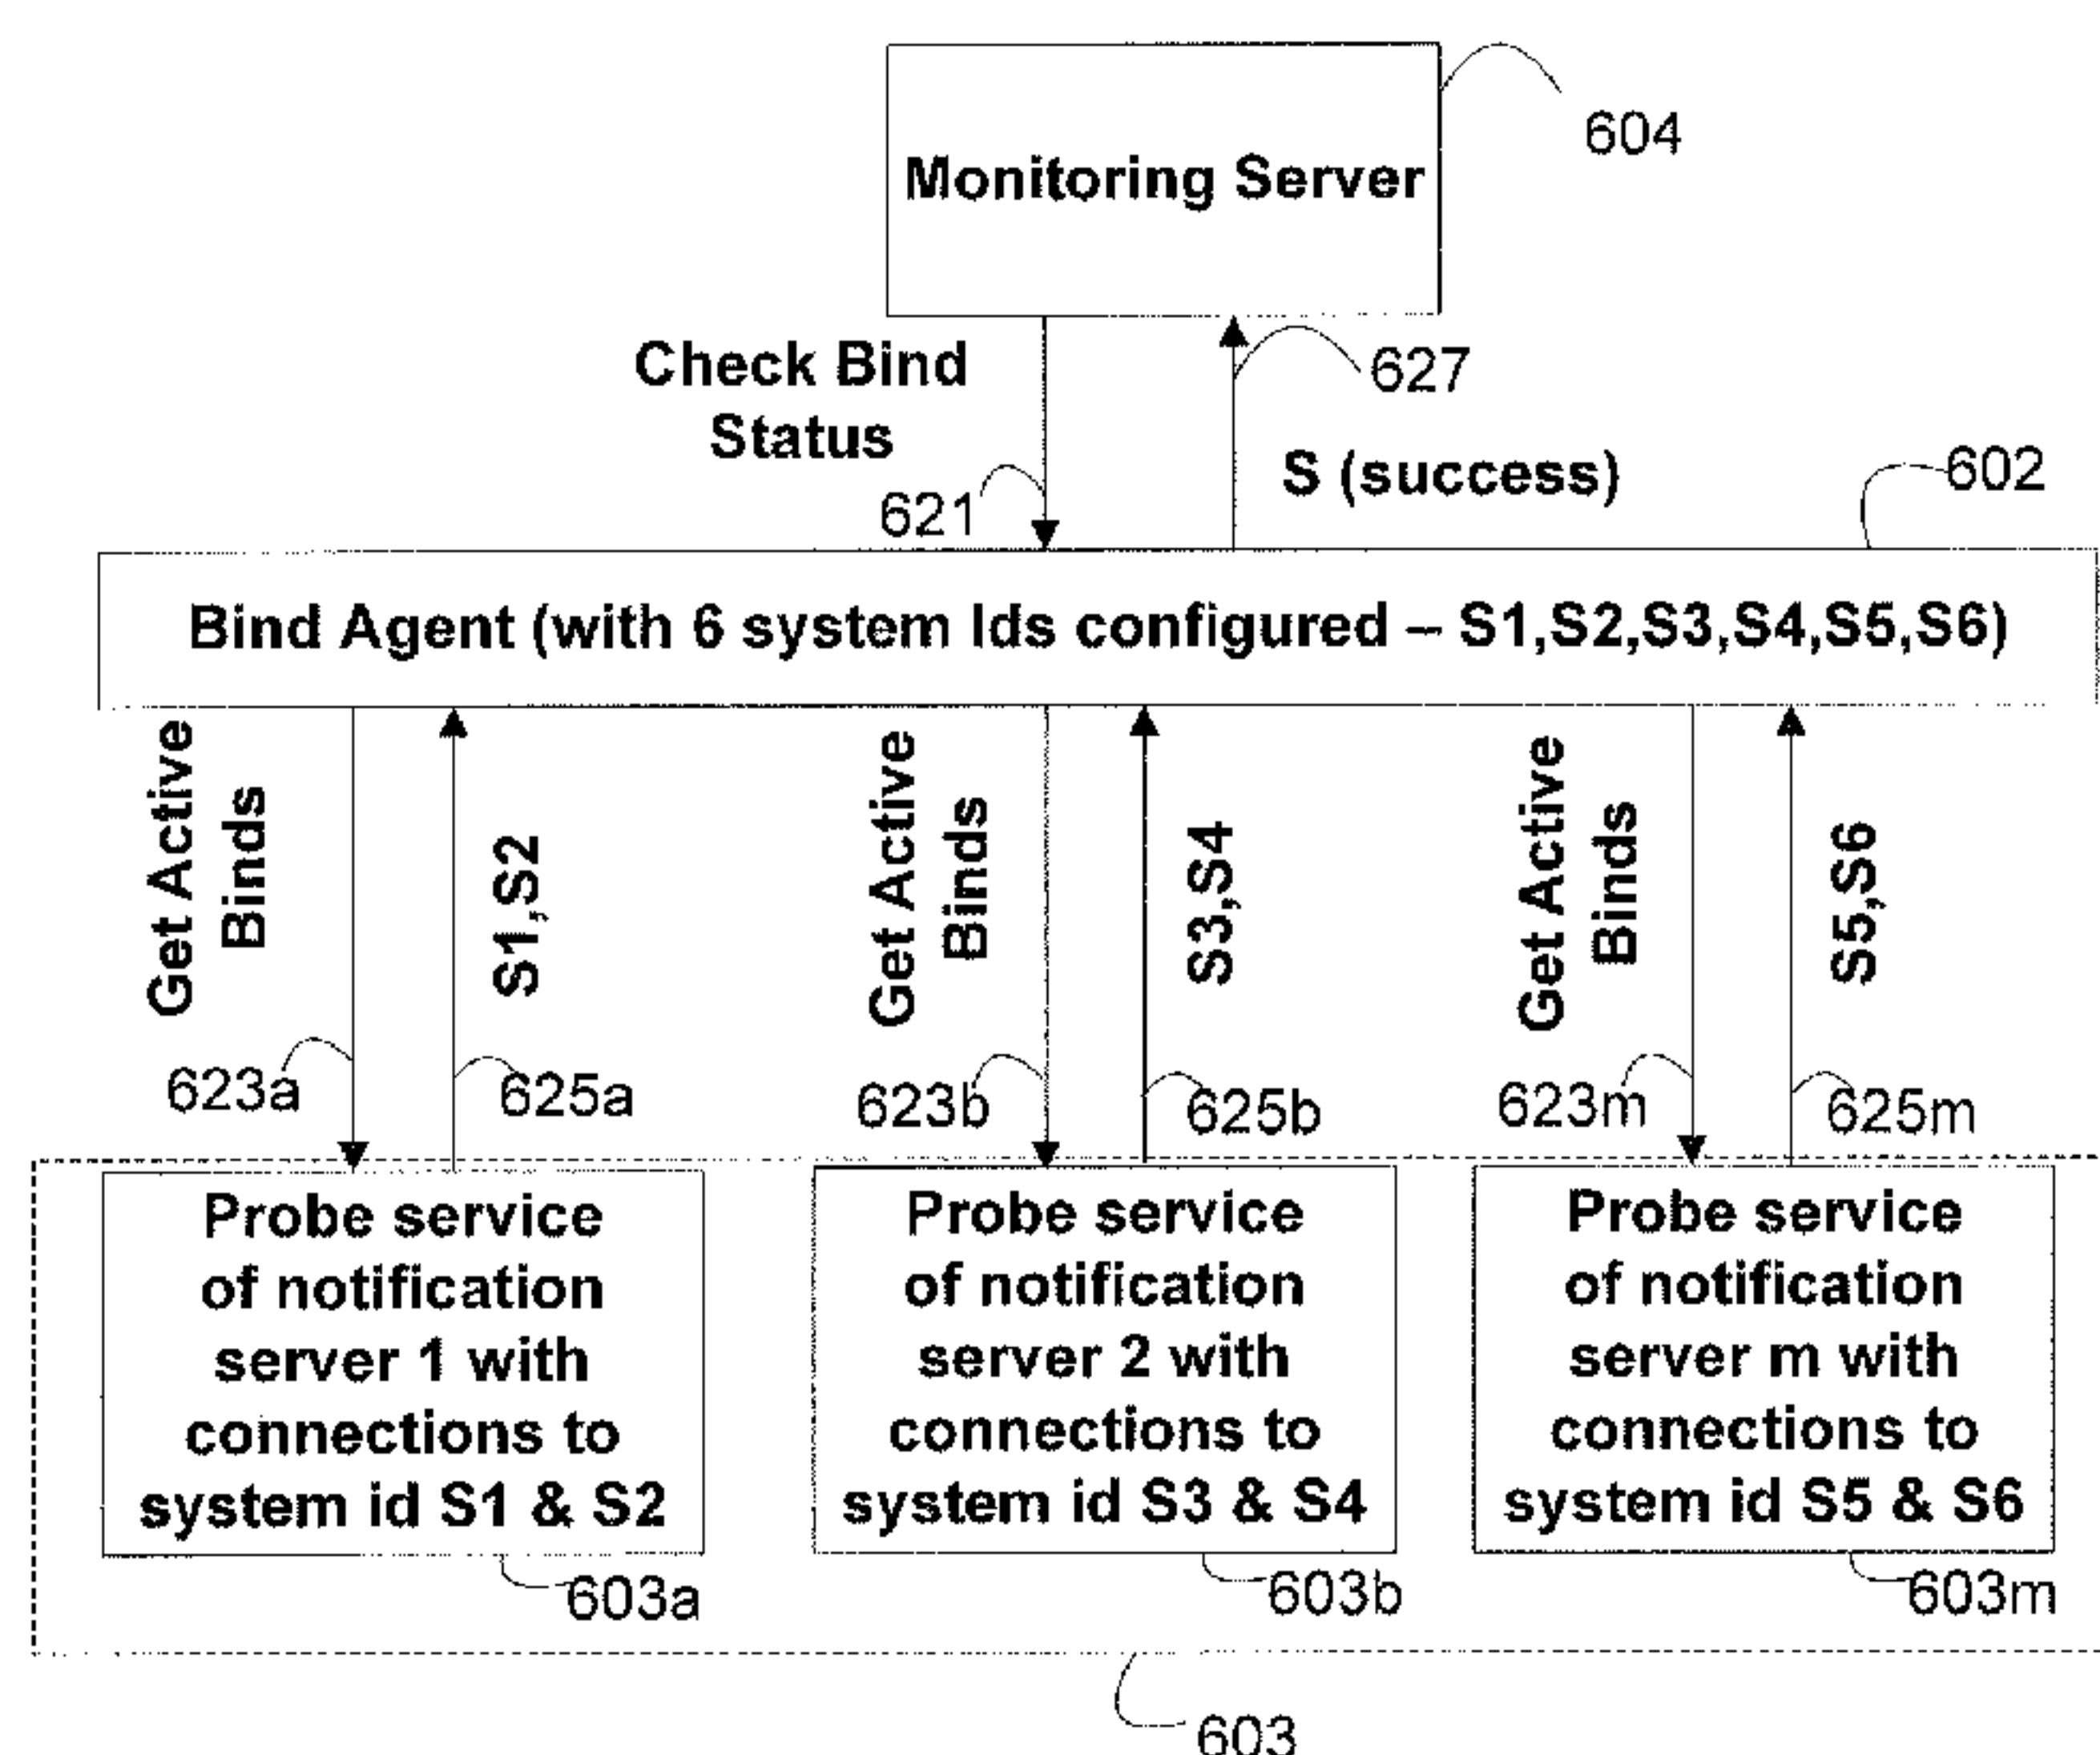 Monitoring Server
604
Check Bind
Status
621
627
S (success)
602
Bind Agent (with 6 system Ids configured – S1,S2,S3,S4,S5,S6)
Get Active
Binds
S1,S2
Get Active
Binds
S3,S4
Get Active
Binds
S5,S6
623a
625a
623b
625b
623m
625m
Probe service
of notification
server 1 with
connections to
system id S1 & S2
Probe service
of notification
server 2 with
connections to
system id S3 & S4
Probe service
of notification
server m with
connections to
system id S5 & S6
603a
603b
603m
603